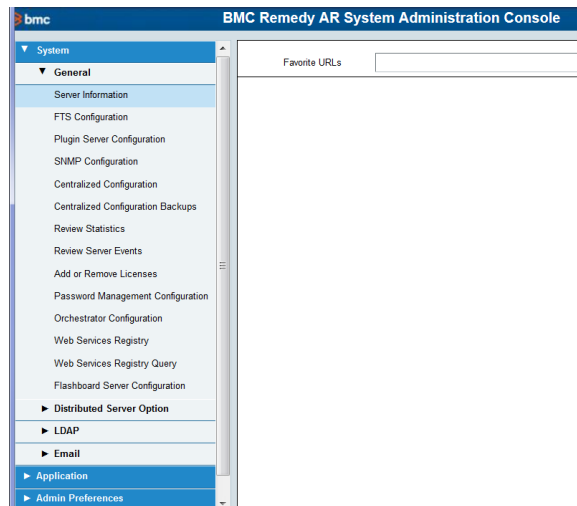 bmc
BMC Remedy AR System Administration Console
System
General
Server Information
FTS Configuration
Plugin Server Configuration
SNMP Configuration
Centralized Configuration
Centralized Configuration Backups
Review Statistics
Review Server Events
Add or Remove Licenses
Password Management Configuration
Orchestrator Configuration
Web Services Registry
Web Services Registry Query
Flashboard Server Configuration
Distributed Server Option
LDAP
Email
Application
Admin Preferences
Favorite URLs